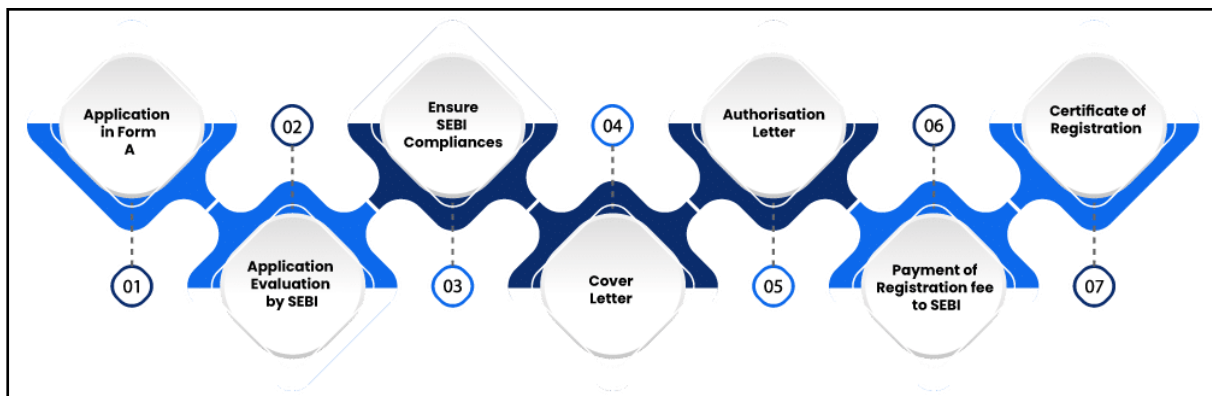 Application
in Form
A
01
02
Application
Evaluation
by SEBI
Ensure
SEBI
Compliances
03
04
Cover
Letter
Authorisation
Letter
05
06
Payment of
Registration fee
to SEBI
Certificate of
Registration
07